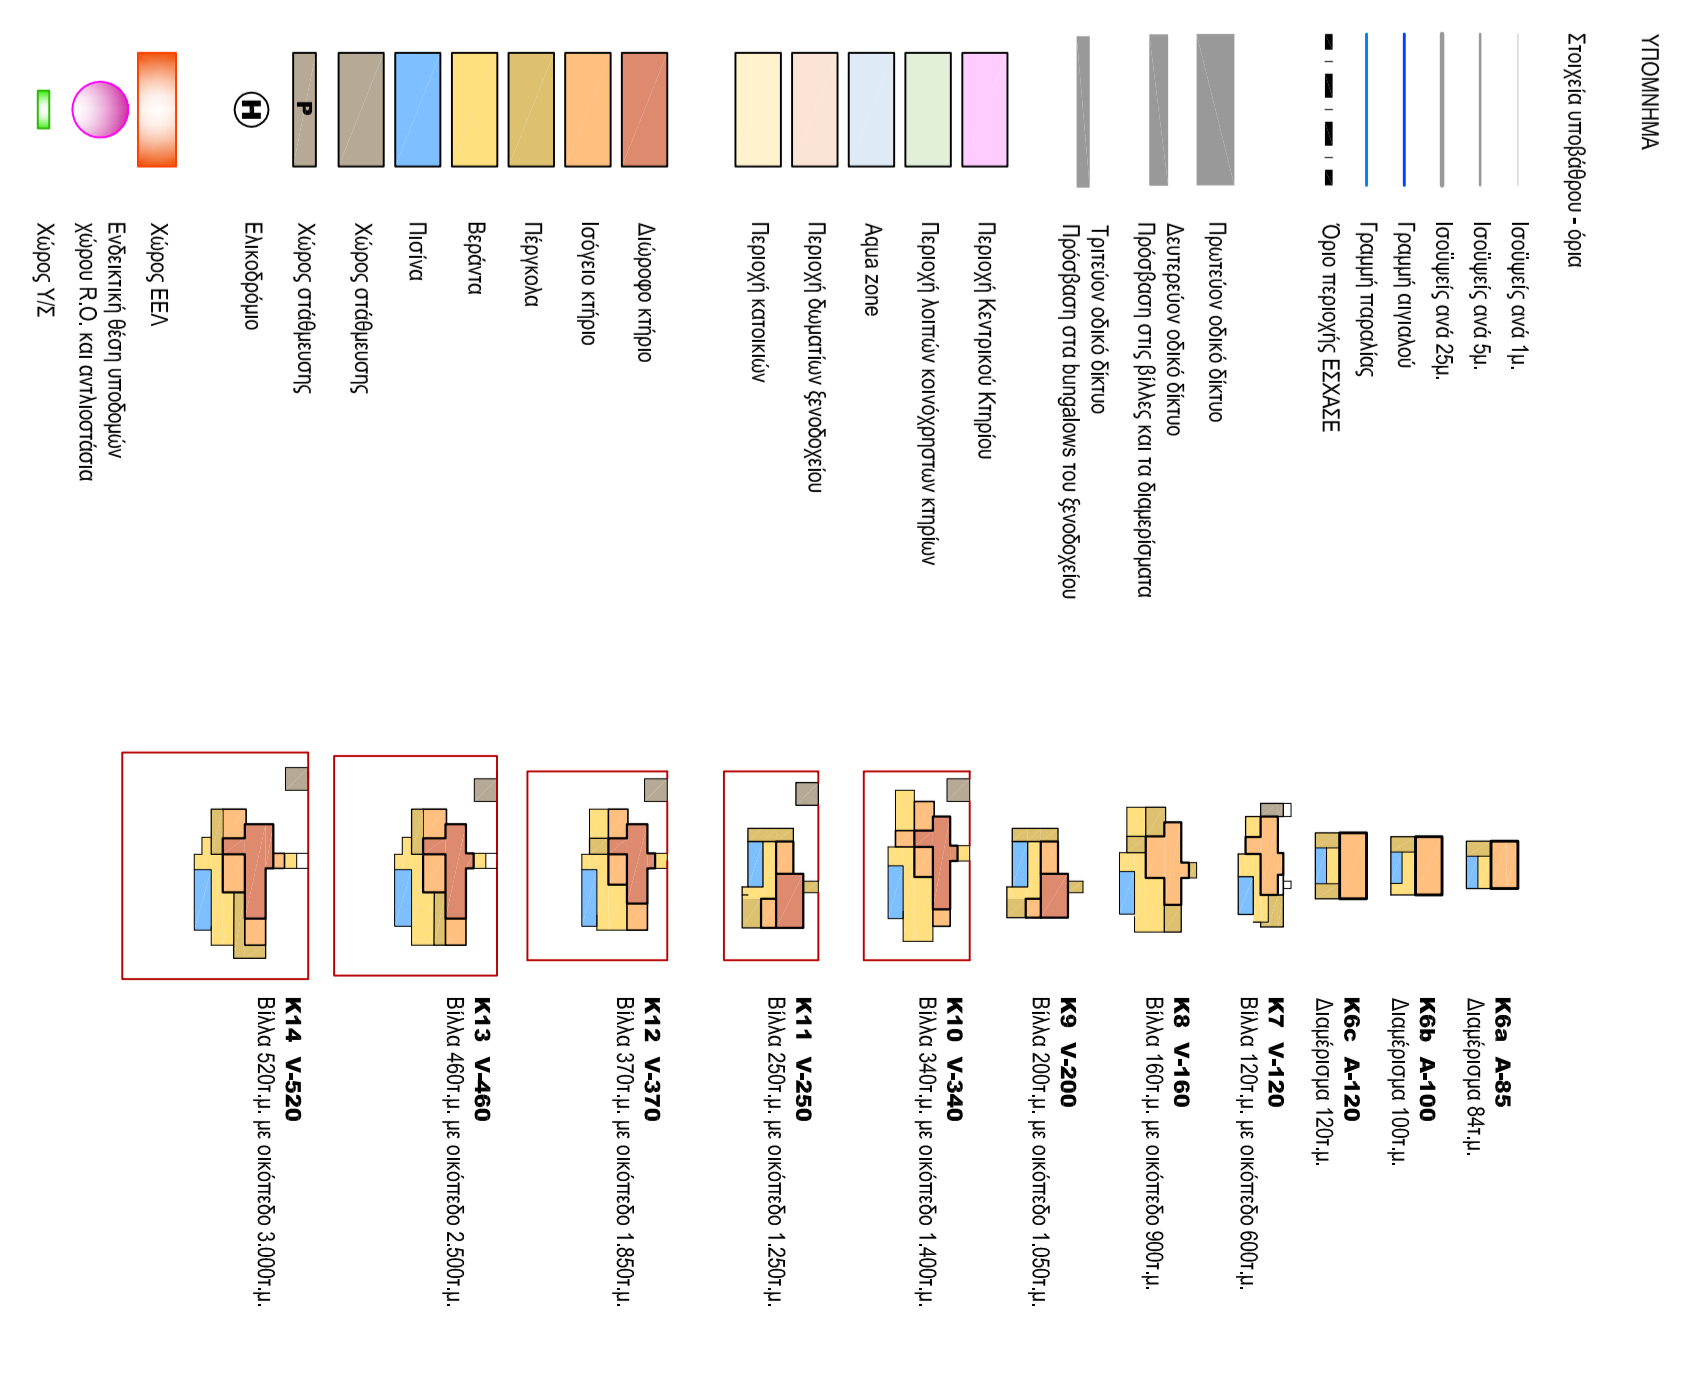 ΥΠΟΜΝΗΜΑ
Στοιχεία υποβάθρου - όρια
Ισοϋψείς ανά 1μ.
Ισοϋψείς ανά 5μ.
Ισοϋψείς ανά 25μ.
Γραμμή αιγιαλού
Γραμμή παραλίας
Όριο περιοχής ΕΣΧΑΣΕ
Πρωτεύον οδικό δίκτυο
Δευτερεύον οδικό δίκτυο
Πρόσβαση στις βίλλες και τα διαμερίσματα
Τριτεύον οδικό δίκτυο
Πρόσβαση στα bungalows του ξενοδοχείου
Περιοχή Κεντρικού Κτηρίου
Περιοχή λοιπών κοινόχρηστων κτηρίων
Aqua zone
Περιοχή δωματίων ξενοδοχείου
Περιοχή κατοικιών
Διώροφο κτήριο
Ισόγειο κτήριο
Πέργκολα
Βεράντα
Πισίνα
Χώρος στάθμευσης
P Χώρος στάθμευσης
H Ελικοδρόμιο
Χώρος ΕΕΛ
Ενδεικτική θέση υποδομών
χώρου R.O. και αντλιοστάσια
Χώρος Υ/Σ
K6a A-85
Διαμέρισμα 84τ.μ.
K6b A-100
Διαμέρισμα 100τ.μ.
K6c A-120
Διαμέρισμα 120τ.μ.
K7 V-120
Βίλλα 120τ.μ. με οικόπεδο 600τ.μ.
K8 V-160
Βίλλα 160τ.μ. με οικόπεδο 900τ.μ.
K9 V-200
Βίλλα 200τ.μ. με οικόπεδο 1.050τ.μ.
K10 V-340
Βίλλα 340τ.μ. με οικόπεδο 1.400τ.μ.
K11 V-250
Βίλλα 250τ.μ. με οικόπεδο 1.250τ.μ.
K12 V-370
Βίλλα 370τ.μ. με οικόπεδο 1.850τ.μ.
K13 V-460
Βίλλα 460τ.μ. με οικόπεδο 2.500τ.μ.
K14 V-520
Βίλλα 520τ.μ. με οικόπεδο 3.000τ.μ.